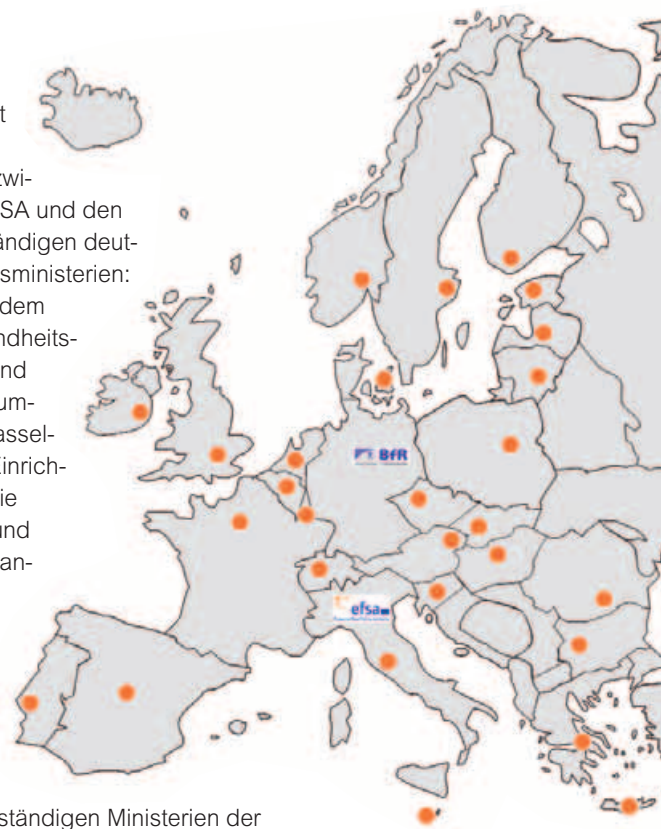 t
zwi-
SA und den
ändigen deut-
sministerien:
dem
ndheits-
nd
um-
assel-
Einrich-
ie
und
an-
BfR
efsa
ständigen Ministerien der